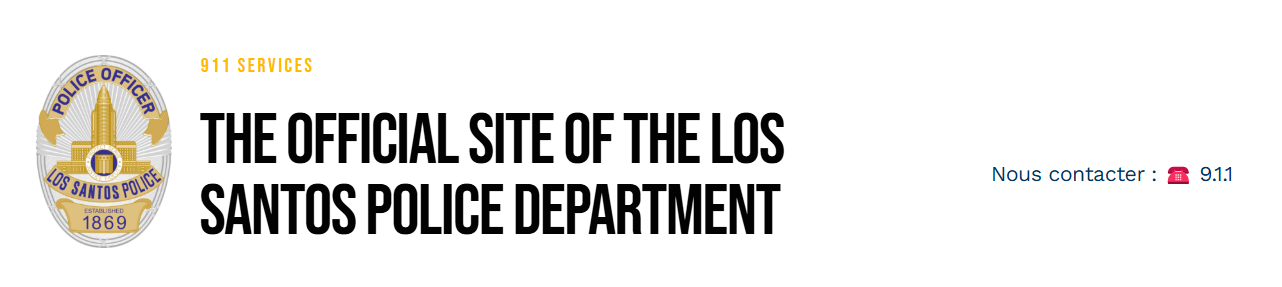 POLICE OFFICER
LOS SANTOS POLICE
ESTABLISHED
1869
911 SERVICES
THE OFFICIAL SITE OF THE LOS
SANTOS POLICE DEPARTMENT
Nous contacter : ☎️ 9.1.1